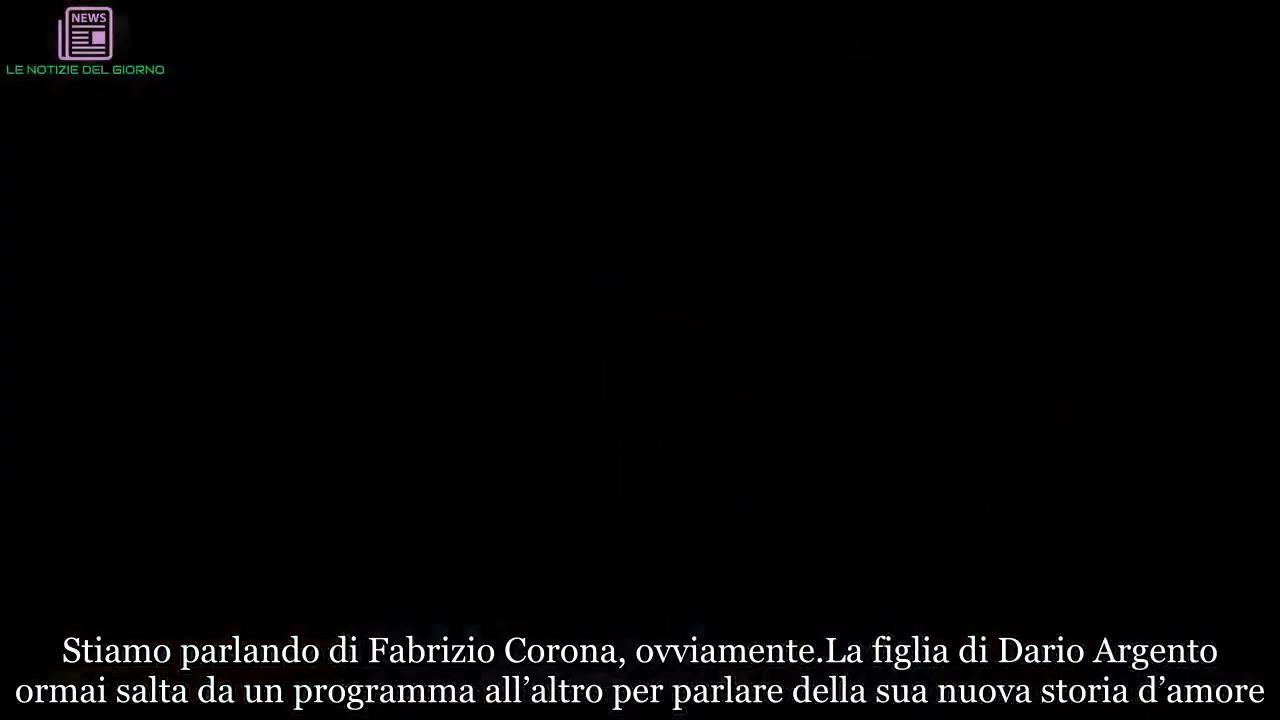 NEWS
LE NOTIZIE DEL GIORNO
Stiamo parlando di Fabrizio Corona, ovviamente.La figlia di Dario Argento
ormai salta da un programma all’altro per parlare della sua nuova storia d’amore